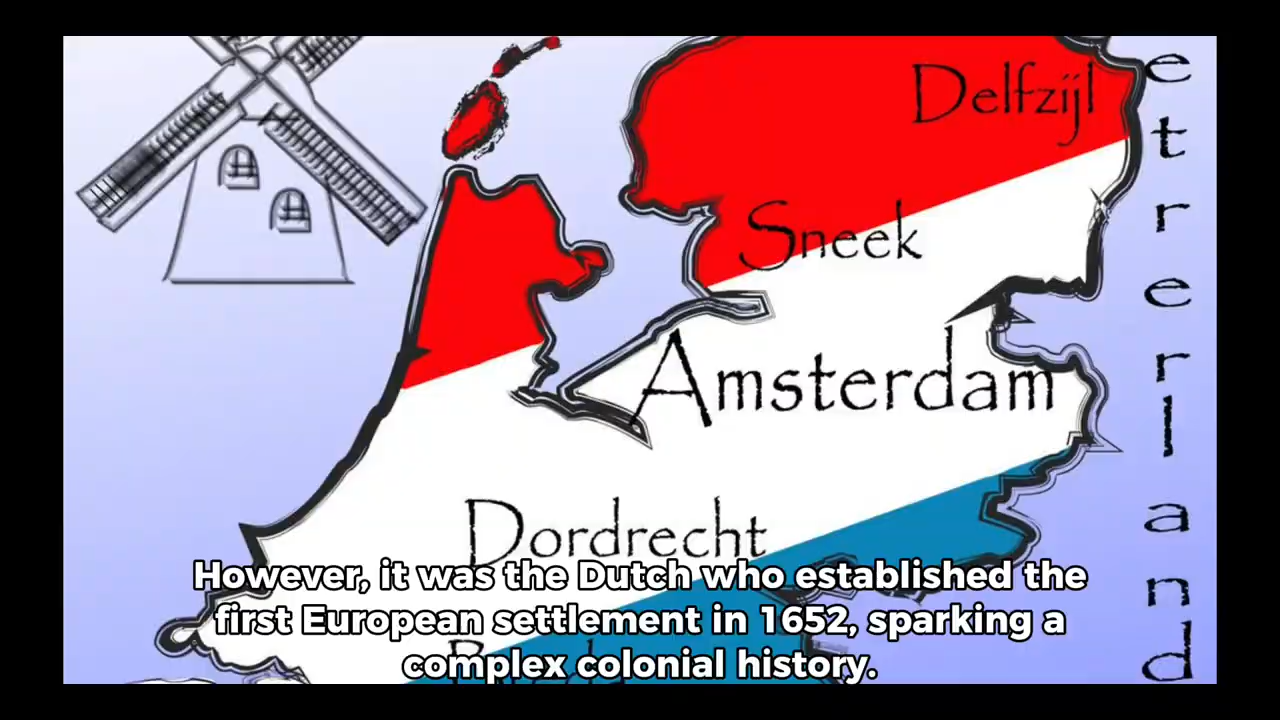 Delfzijl
Sneek
Amsterdam
Dordrecht
However, it was the Dutch who established the
first European settlement in 1652, sparking a
complex colonial history.
etrerland